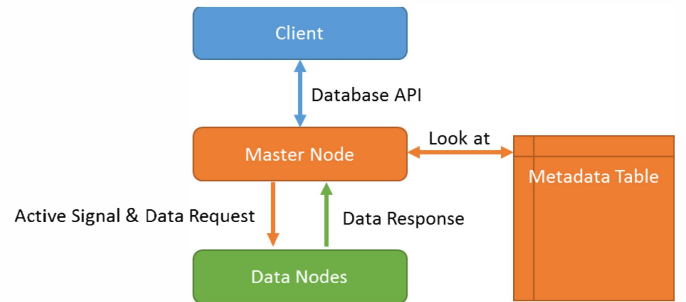 Client
Database API
Master Node
Look at
Metadata Table
Active Signal & Data Request
Data Response
Data Nodes